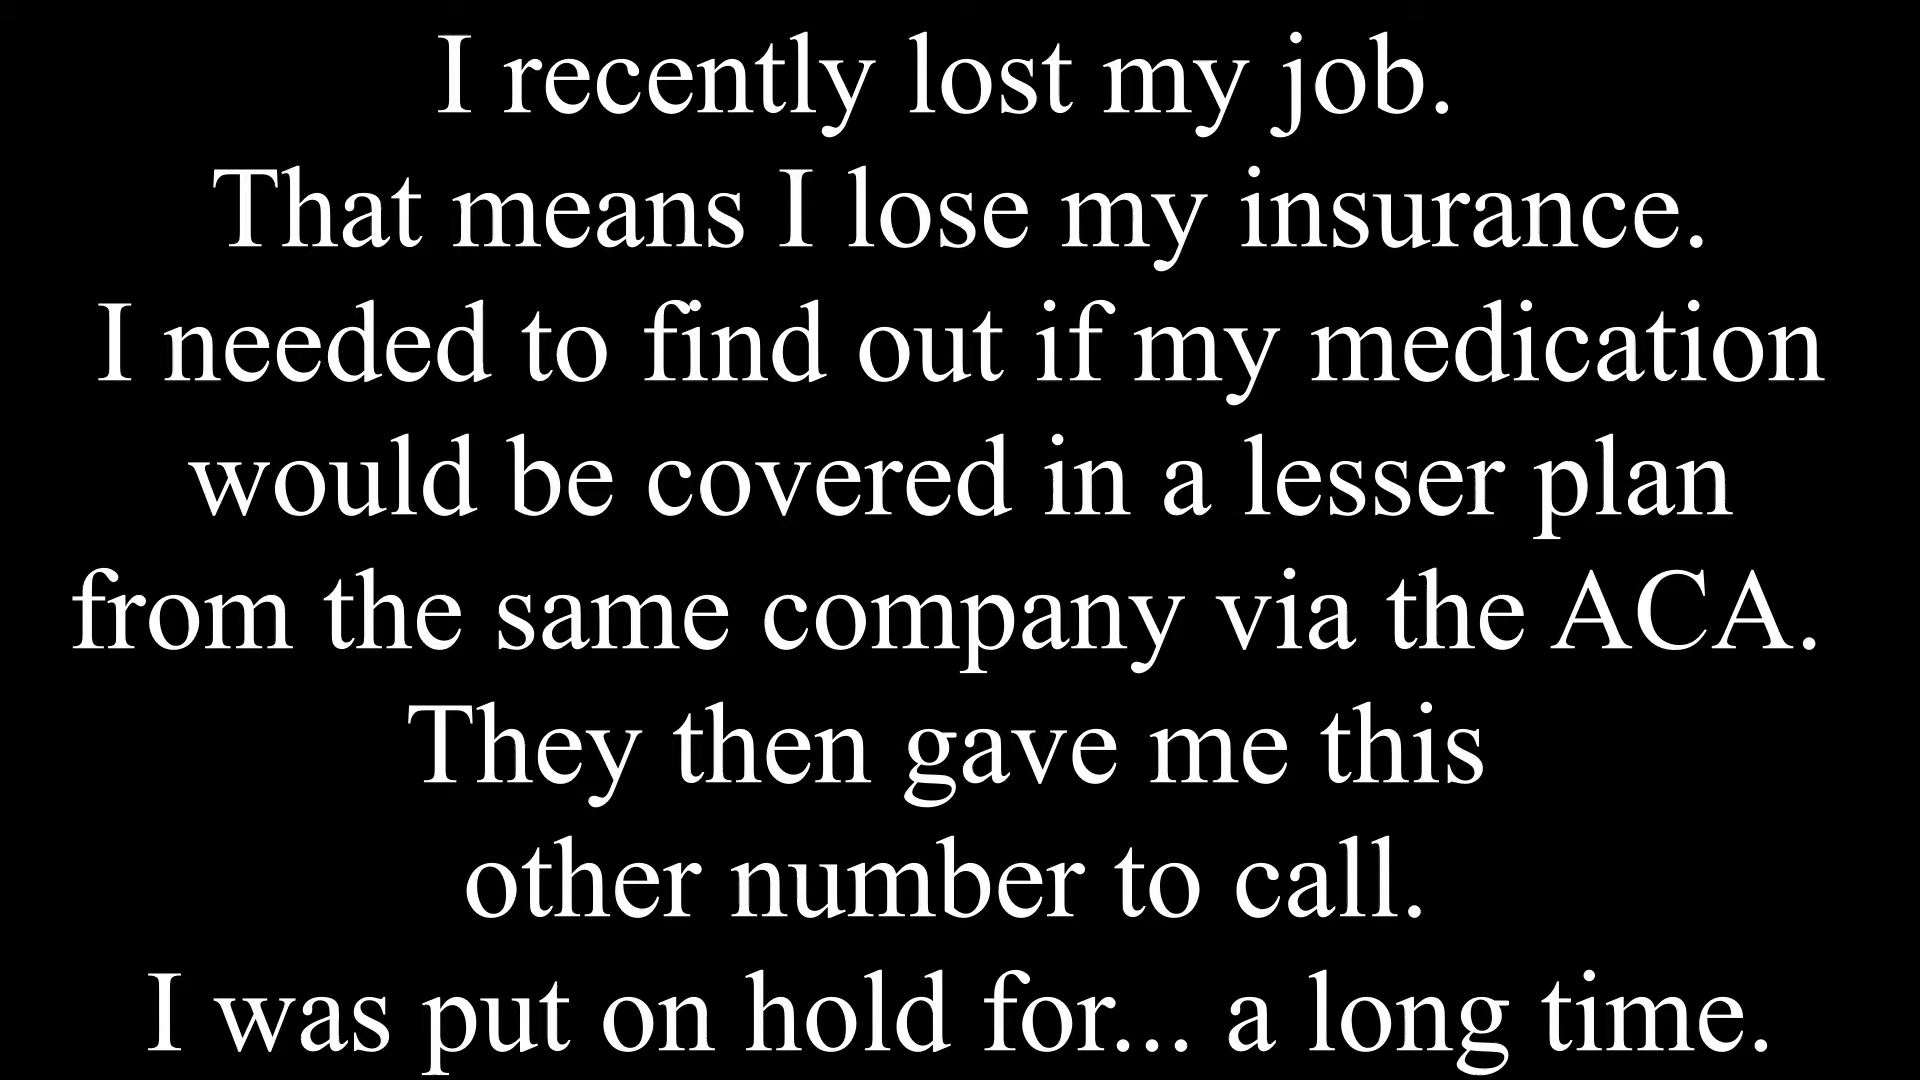 I recently lost my job.
That means I lose my insurance.
I needed to find out if my medication
would be covered in a lesser plan
from the same company via the ACA.
They then gave me this
other number to call.
I was put on hold for... a long time.